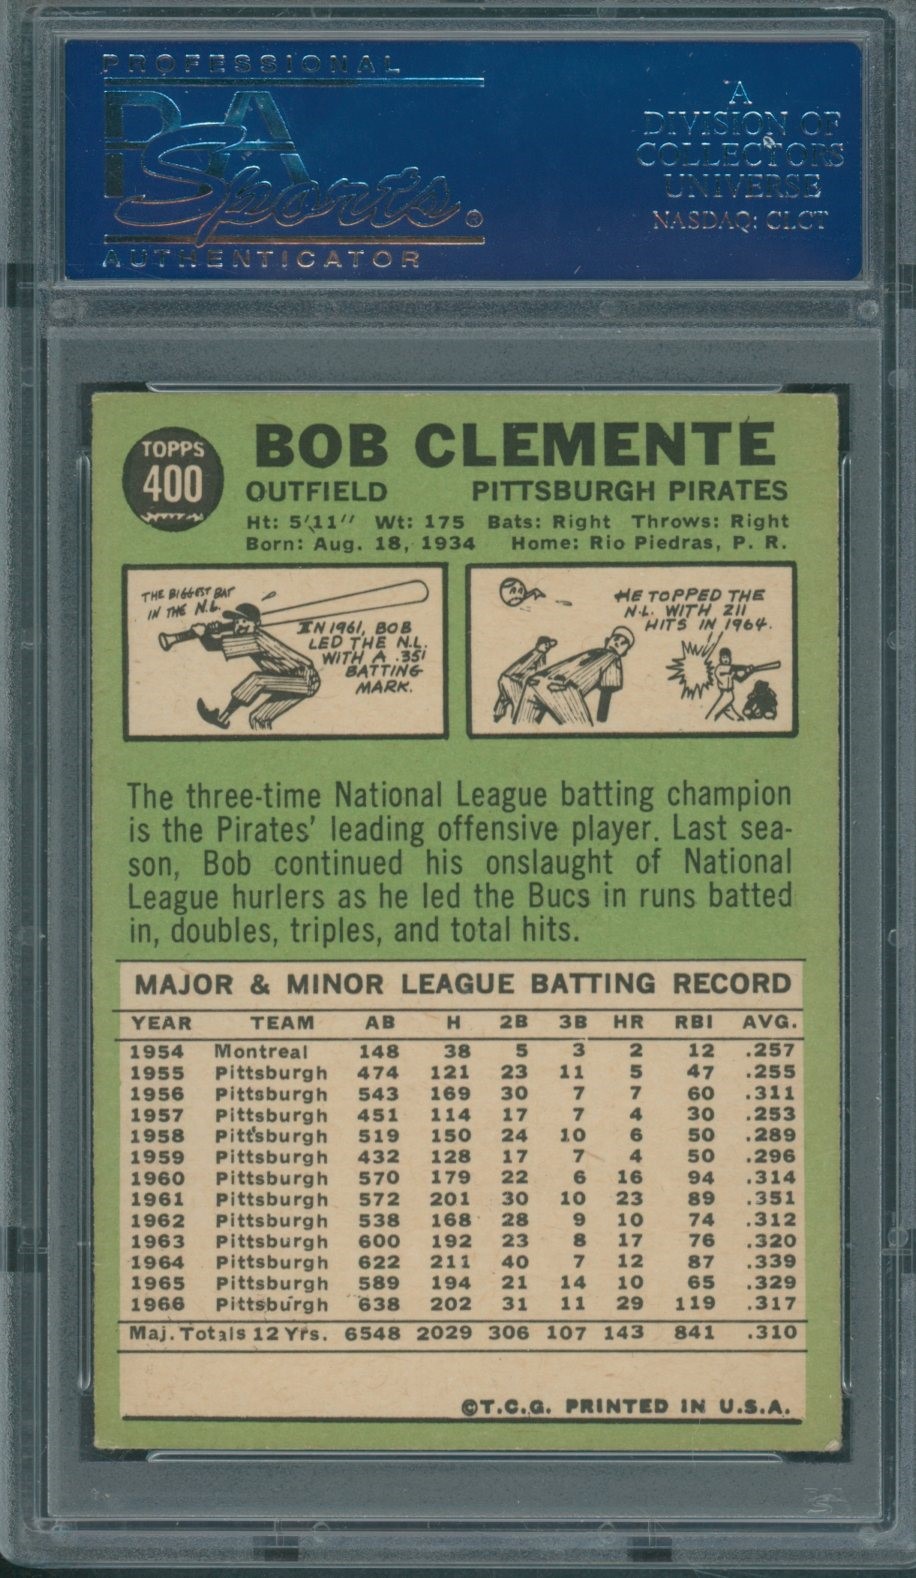 PROFESSIONAL
PSA
Sports®
AUTHENTICATOR
A
DIVISION OF
COLLECTORS
UNIVERSE
NASDAQ: CLCT
TOPPS
400
BOB CLEMENTE
OUTFIELD PITTSBURGH PIRATES
Ht: 5'11" Wt: 175 Bats: Right Throws: Right
Born: Aug. 18, 1934 Home: Rio Piedras, P. R.
THE BIGGEST BAT
IN THE N.L.
IN 1961, BOB
LED THE N.L.
WITH A .351
BATTING
MARK.
HE TOPPED THE
N.L. WITH 211
HITS IN 1964.
The three-time National League batting champion
is the Pirates' leading offensive player. Last sea-
son, Bob continued his onslaught of National
League hurlers as he led the Bucs in runs batted
in, doubles, triples, and total hits.
MAJOR & MINOR LEAGUE BATTING RECORD
YEAR TEAM AB H 2B 3B HR RBI AVG.
1954 Montreal 148 38 5 3 2 12 .257
1955 Pittsburgh 474 121 23 11 5 47 .255
1956 Pittsburgh 543 169 30 7 7 60 .311
1957 Pittsburgh 451 114 17 7 4 30 .253
1958 Pittsburgh 519 150 24 10 6 50 .289
1959 Pittsburgh 432 128 17 7 4 50 .296
1960 Pittsburgh 570 179 22 6 16 94 .314
1961 Pittsburgh 572 201 30 10 23 89 .351
1962 Pittsburgh 538 168 28 9 10 74 .312
1963 Pittsburgh 600 192 23 8 17 76 .320
1964 Pittsburgh 622 211 40 7 12 87 .339
1965 Pittsburgh 589 194 21 14 10 65 .329
1966 Pittsburgh 638 202 31 11 29 119 .317
Maj. Totals 12 Yrs. 6548 2029 306 107 143 841 .310
©T.C.G. PRINTED IN U.S.A.